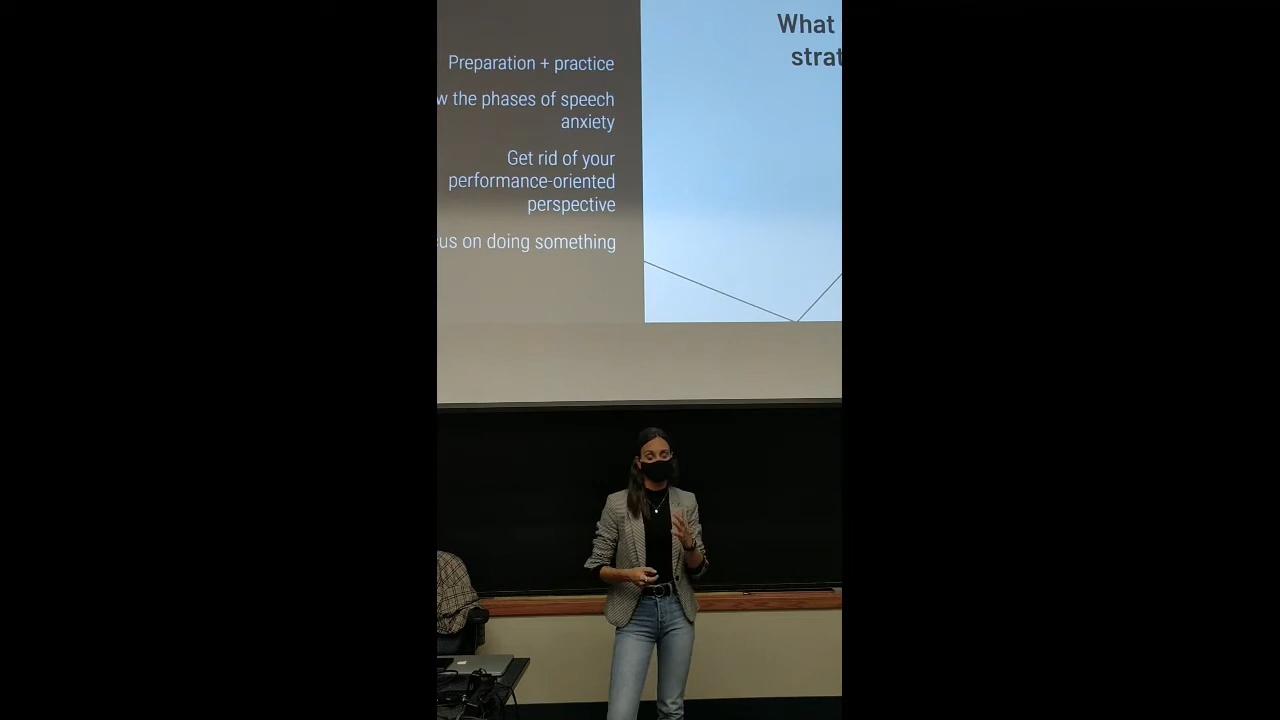 Preparation + practice
w the phases of speech
anxiety
Get rid of your
performance-oriented
perspective
us on doing something
What
strat